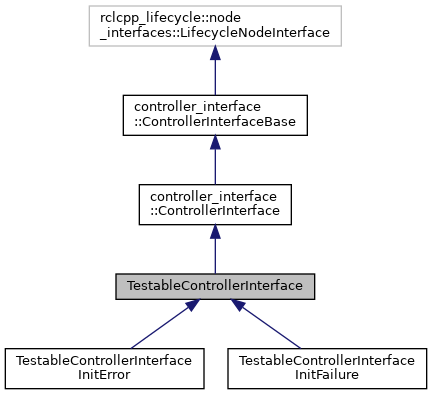 rclcpp_lifecycle::node
_interfaces::LifecycleNodeInterface
controller_interface
::ControllerInterfaceBase
controller_interface
::ControllerInterface
TestableControllerInterface
TestableControllerInterface
InitError
TestableControllerInterface
InitFailure